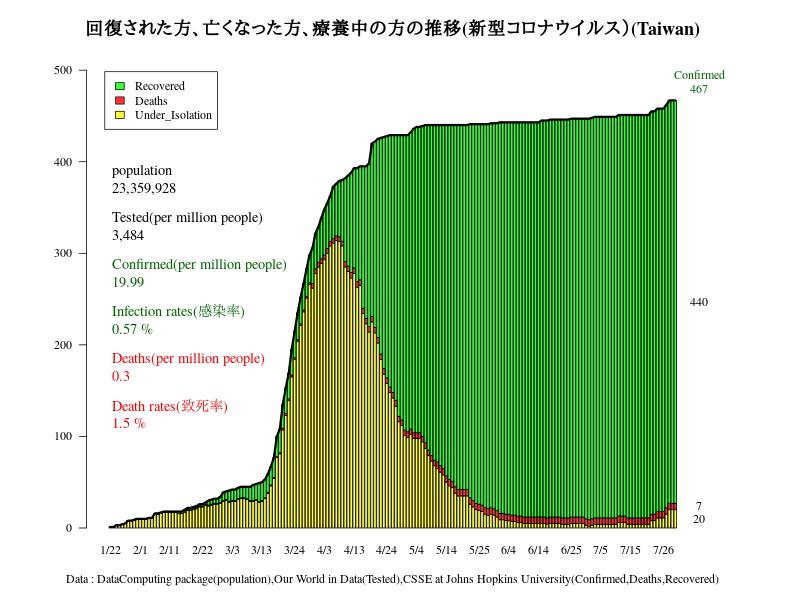 回復された方、亡くなった方、療養中の方の推移(新型コロナウイルス）(Taiwan)
Confirmed
467
500
400
300
200
100
0
Recovered
Deaths
Under_Isolation
population
23,359,928
Tested(per million people)
3,484
Confirmed(per million people)
19.99
Infection rates(感染率)
0.57 %
Deaths(per million people)
0.3
Death rates(致死率)
1.5 %
440
7
20
1/22 2/1 2/11 2/22 3/3 3/13 3/24 4/3 4/13 4/24 5/4 5/14 5/25 6/4 6/14 6/25 7/5 7/15 7/26
Data : DataComputing package(population),Our World in Data(Tested),CSSE at Johns Hopkins University(Confirmed,Deaths,Recovered)